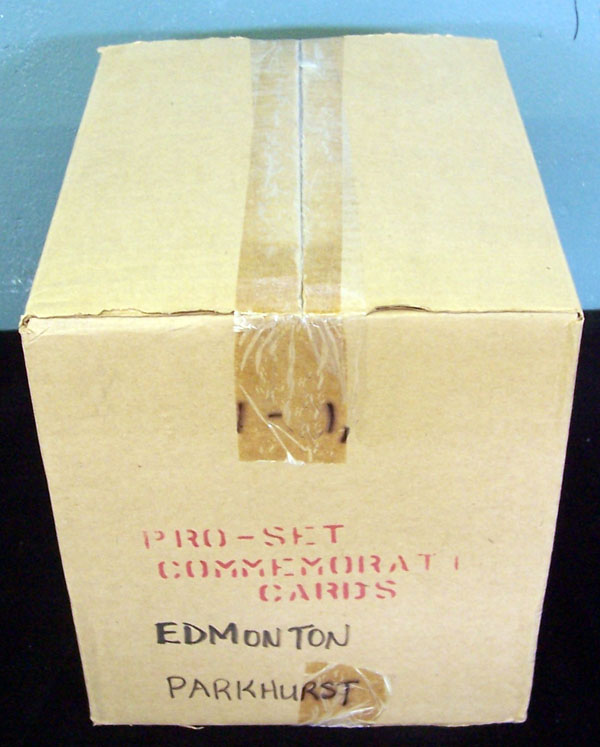 PRO-SET
COMMEMORATI
CARDS
EDMONTON
PARKHURST